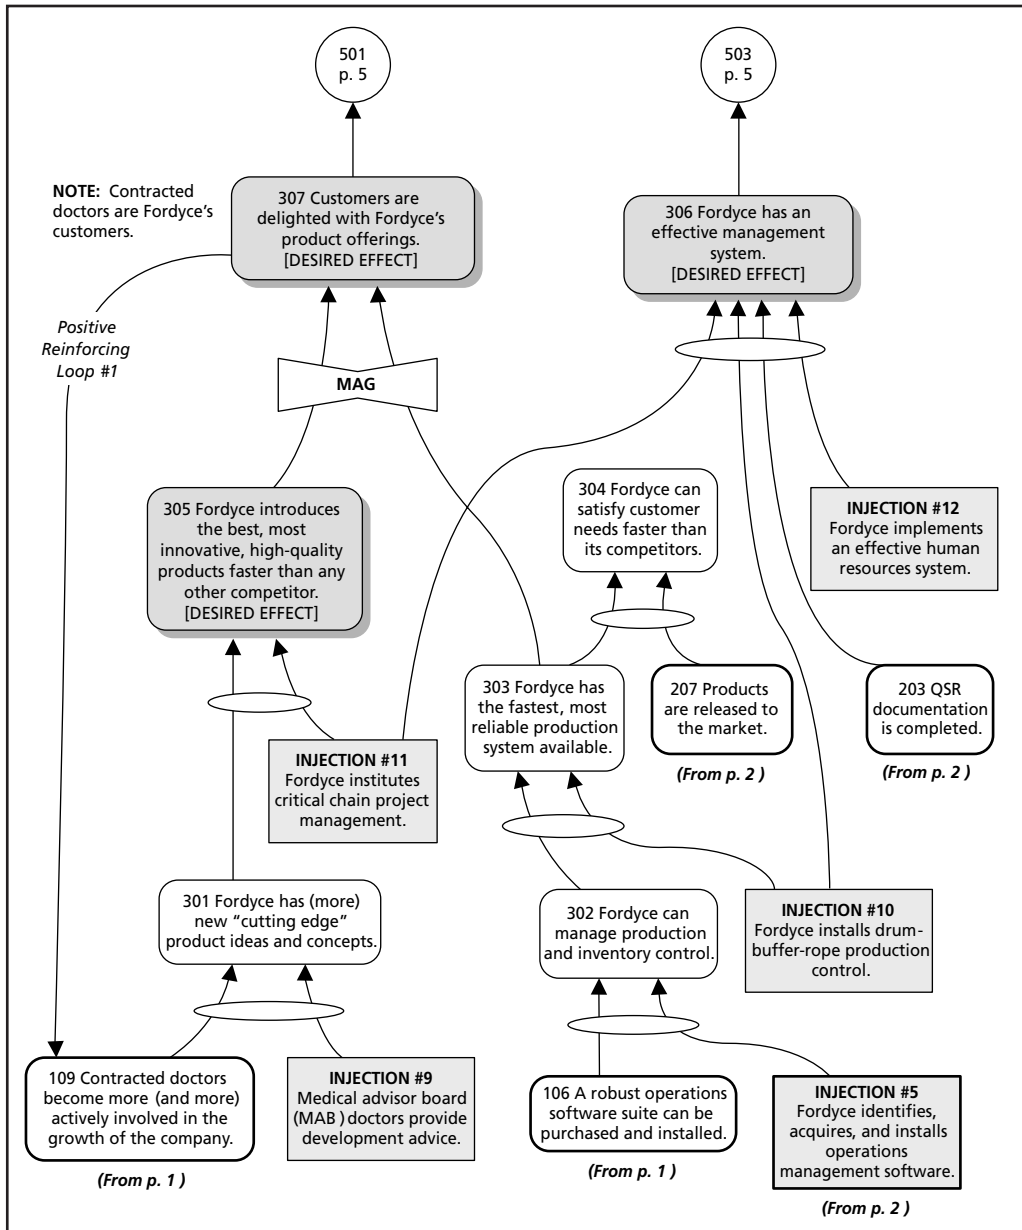 501
p. 5
503
p. 5
NOTE: Contracted
doctors are Fordyce's
customers.
307 Customers are
delighted with Fordyce's
product offerings.
[DESIRED EFFECT]
306 Fordyce has an
effective management
system.
[DESIRED EFFECT]
Positive
Reinforcing
Loop #1
MAG
305 Fordyce introduces
the best, most
innovative, high-quality
products faster than any
other competitor.
[DESIRED EFFECT]
304 Fordyce can
satisfy customer
needs faster than
its competitors.
INJECTION #12
Fordyce implements
an effective human
resources system.
303 Fordyce has
the fastest, most
reliable production
system available.
207 Products
are released to
the market.
(From p. 2 )
203 QSR
documentation
is completed.
(From p. 2 )
INJECTION #11
Fordyce institutes
critical chain project
management.
301 Fordyce has (more)
new “cutting edge”
product ideas and concepts.
302 Fordyce can
manage production
and inventory control.
INJECTION #10
Fordyce installs drum-
buffer-rope production
control.
109 Contracted doctors
become more (and more)
actively involved in the
growth of the company.
(From p. 1 )
INJECTION #9
Medical advisor board
(MAB ) doctors provide
development advice.
106 A robust operations
software suite can be
purchased and installed.
(From p. 1 )
INJECTION #5
Fordyce identifies,
acquires, and installs
operations
management software.
(From p. 2 )